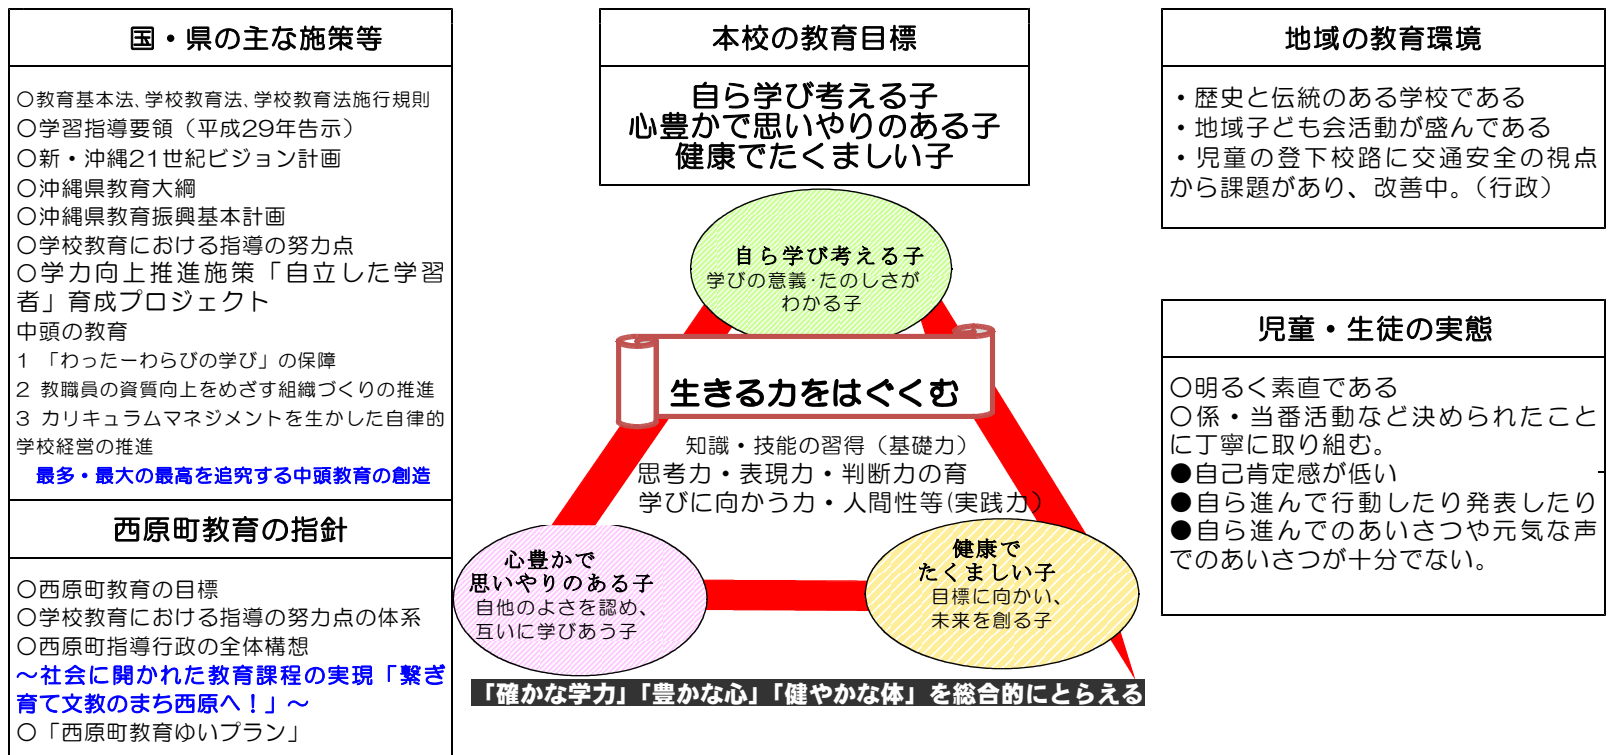 国・県の主な施策等
○教育基本法、学校教育法、学校教育法施行規則
○学習指導要領（平成29年告示）
○新・沖縄21世紀ビジョン計画
○沖縄県教育大綱
○沖縄県教育振興基本計画
○学校教育における指導の努力点
○学力向上推進施策「自立した学習
者」育成プロジェクト
中頭の教育
1 「わったーわらびの学び」の保障
2 教職員の資質向上をめざす組織づくりの推進
3 カリキュラムマネジメントを生かした自律的
学校経営の推進
最多・最大の最高を追究する中頭教育の創造
西原町教育の指針
○西原町教育の目標
○学校教育における指導の努力点の体系
○西原町指導行政の全体構想
～社会に開かれた教育課程の実現「繋ぎ
育て文教のまち西原へ！」～
○「西原町教育ゆいプラン」
本校の教育目標
自ら学び考える子
心豊かで思いやりのある子
健康でたくましい子
自ら学び考える子
学びの意義･たのしさが
わかる子
生きる力をはぐくむ
知識・技能の習得（基礎力）
思考力・表現力・判断力の育
学びに向かう力・人間性等(実践力）
心豊かで
思いやりのある子
自他のよさを認め、
互いに学びあう子
健康で
たくましい子
目標に向かい、
未来を創る子
「確かな学力」「豊かな心」「健やかな体」を総合的にとらえる
地域の教育環境
・歴史と伝統のある学校である
・地域子ども会活動が盛んである
・児童の登下校路に交通安全の視点
から課題があり、改善中。（行政）
児童・生徒の実態
○明るく素直である
○係・当番活動など決められたこと
に丁寧に取り組む。
●自己肯定感が低い
●自ら進んで行動したり発表したり
●自ら進んでのあいさつや元気な声
でのあいさつが十分でない。